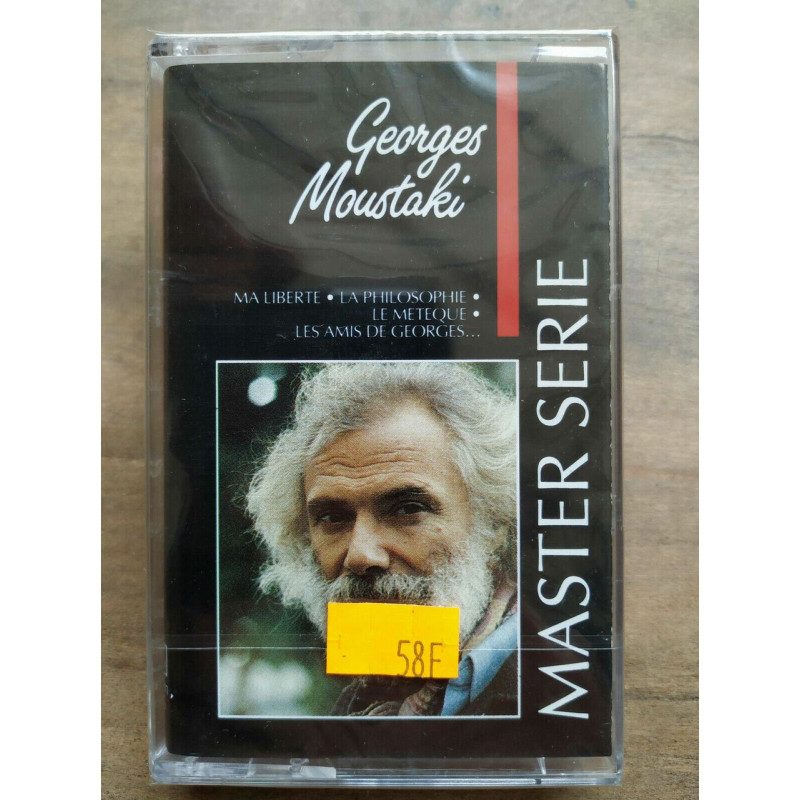 Georges
Moustaki
MA LIBERTE • LA PHILOSOPHIE •
LE METEQUE •
LES AMIS DE GEORGES...
MASTER SERIE
58F